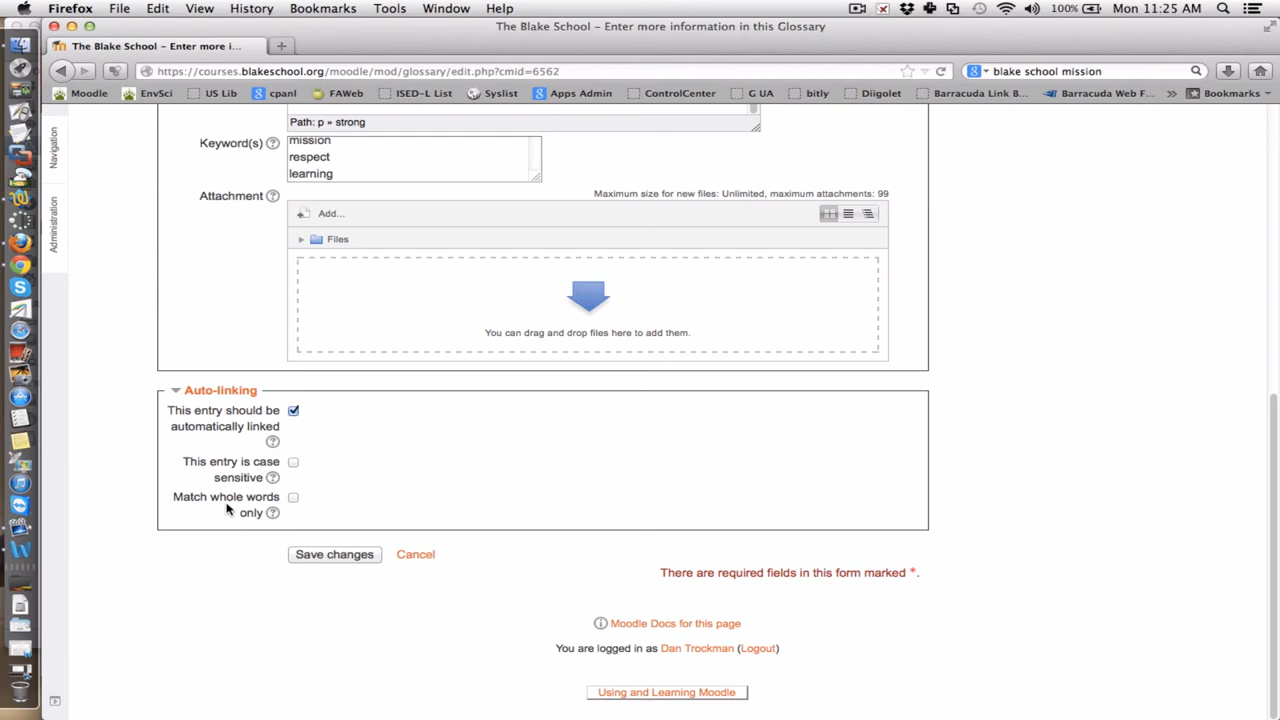 Firefox File Edit View History Bookmarks Tools Window Help 100% Mon 11:25 AM
The Blake School – Enter more information in this Glossary
The Blake School – Enter more i...
https://courses.blakeschool.org/moodle/mod/glossary/edit.php?cmid=6562
blake school mission
Moodle EnvSci US Lib cpanl FAWeb ISED-L List Syslist Apps Admin ControlCenter G UA bitly Diigolet Barracuda Link B... Barracuda Web F... >> Bookmarks
Navigation
Administration
Path: p » strong
Keyword(s)
mission
respect
learning
Attachment
Maximum size for new files: Unlimited, maximum attachments: 99
Add...
Files
You can drag and drop files here to add them.
Auto-linking
This entry should be
automatically linked
This entry is case
sensitive
Match whole words
only
Save changes Cancel
There are required fields in this form marked *.
Moodle Docs for this page
You are logged in as Dan Trockman (Logout)
Using and Learning Moodle